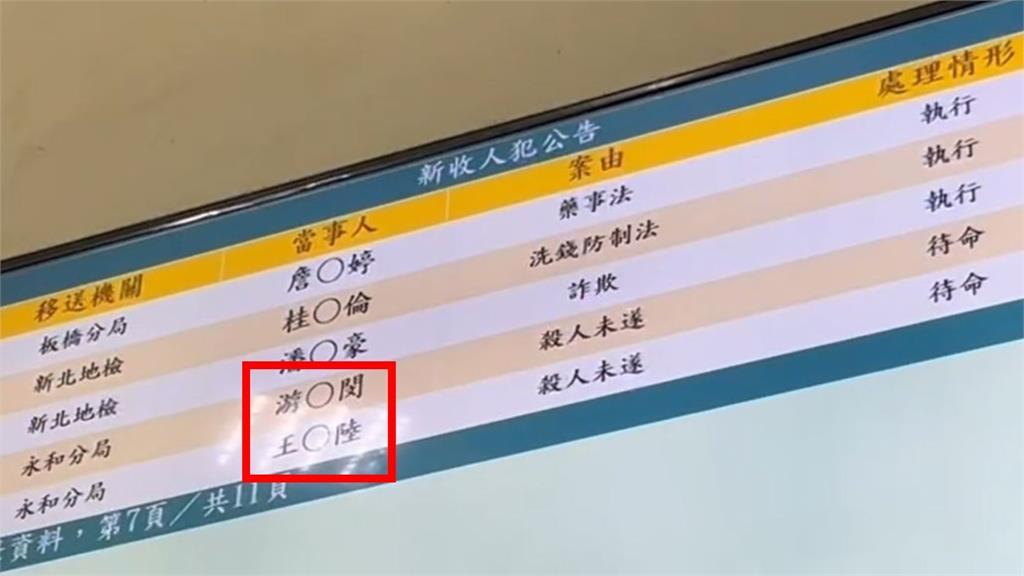 新收人犯公告
移送機關 當事人 案由 處理情形
板橋分局 詹○婷 藥事法 執行
新北地檢 桂○倫 洗錢防制法 執行
新北地檢 潘○豪 詐欺 執行
永和分局 游○閔 殺人未遂 待命
永和分局 王○陸 殺人未遂 待命
資料，第7頁／共11頁